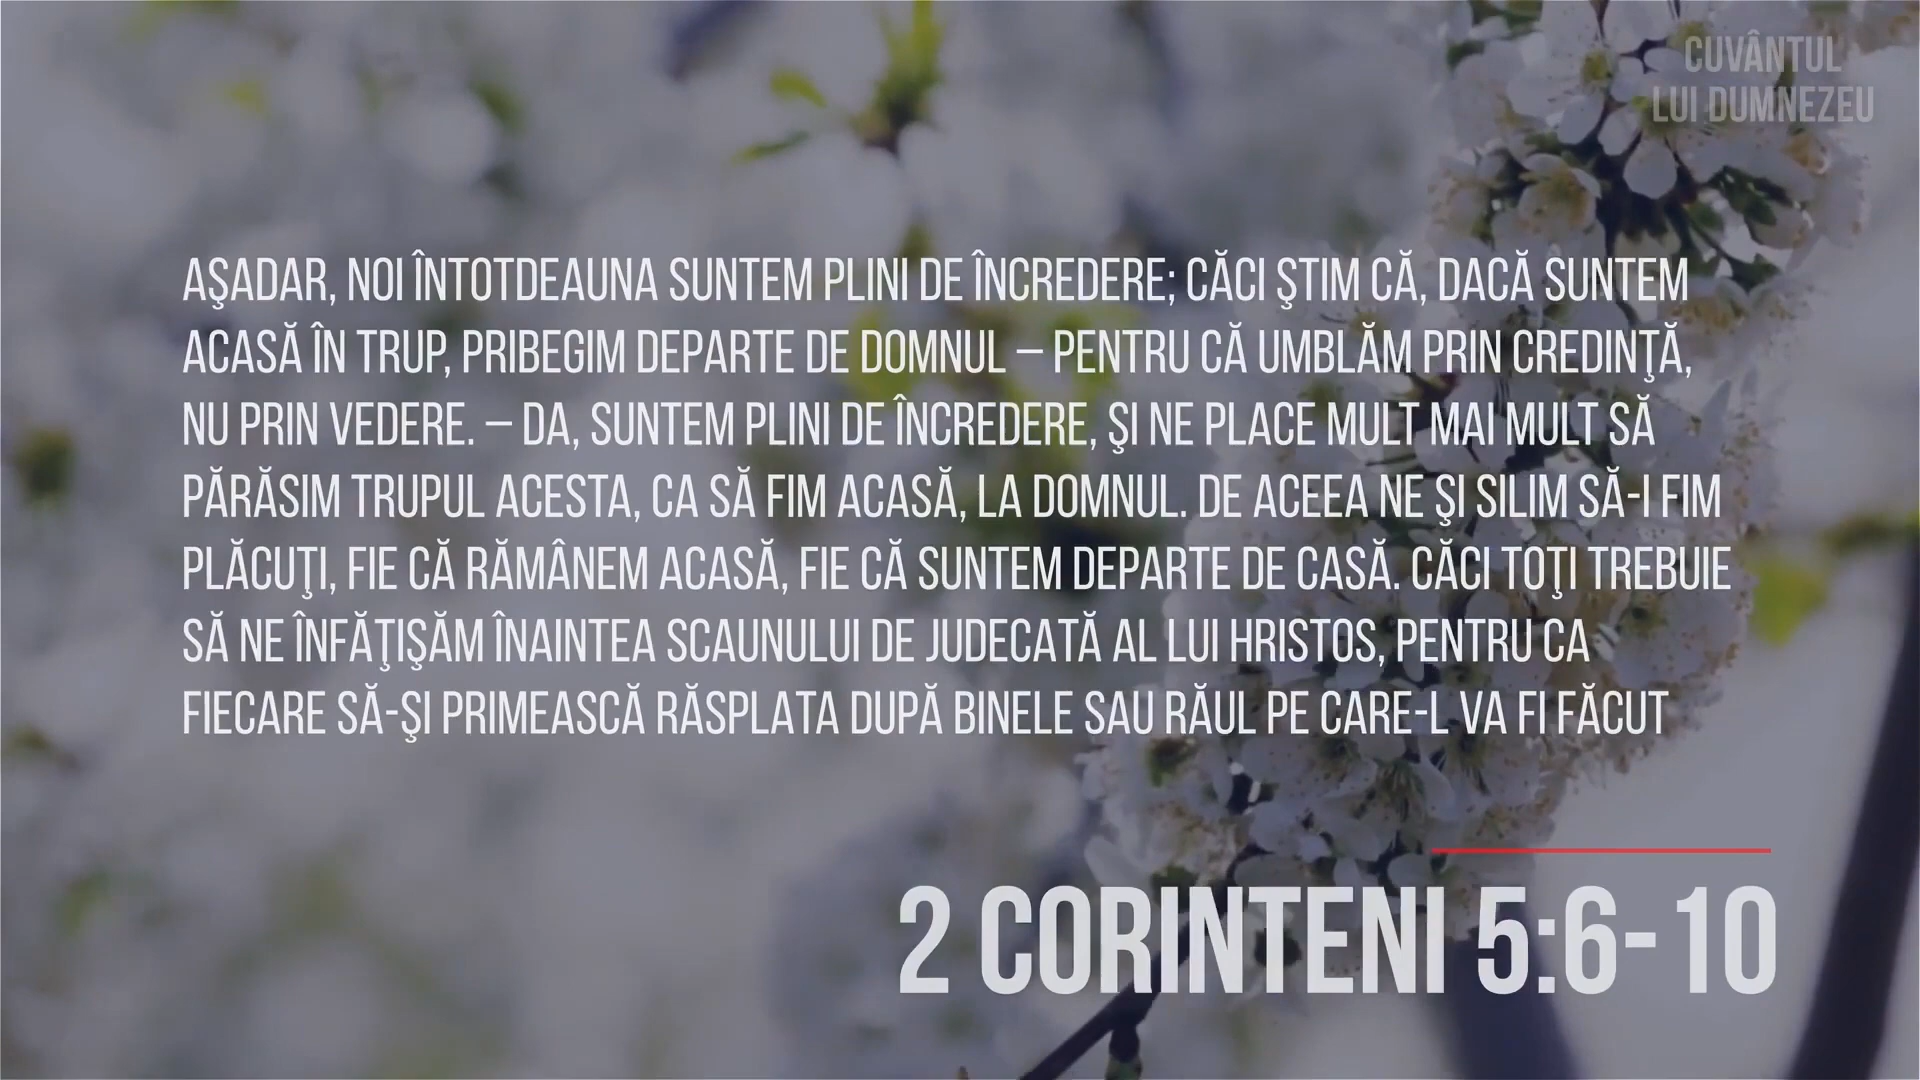 CUVÂNTUL
LUI DUMNEZEU
AŞADAR, NOI ÎNTOTDEAUNA SUNTEM PLINI DE ÎNCREDERE; CĂCI ŞTIM CĂ, DACĂ SUNTEM
ACASĂ ÎN TRUP, PRIBEGIM DEPARTE DE DOMNUL – PENTRU CĂ UMBLĂM PRIN CREDINŢĂ,
NU PRIN VEDERE. – DA, SUNTEM PLINI DE ÎNCREDERE, ŞI NE PLACE MULT MAI MULT SĂ
PĂRĂSIM TRUPUL ACESTA, CA SĂ FIM ACASĂ, LA DOMNUL. DE ACEEA NE ŞI SILIM SĂ-I FIM
PLĂCUŢI, FIE CĂ RĂMÂNEM ACASĂ, FIE CĂ SUNTEM DEPARTE DE CASĂ. CĂCI TOŢI TREBUIE
SĂ NE ÎNFĂŢIŞĂM ÎNAINTEA SCAUNULUI DE JUDECATĂ AL LUI HRISTOS, PENTRU CA
FIECARE SĂ-ŞI PRIMEASCĂ RĂSPLATA DUPĂ BINELE SAU RĂUL PE CARE-L VA FI FĂCUT
2 CORINTENI 5:6-10